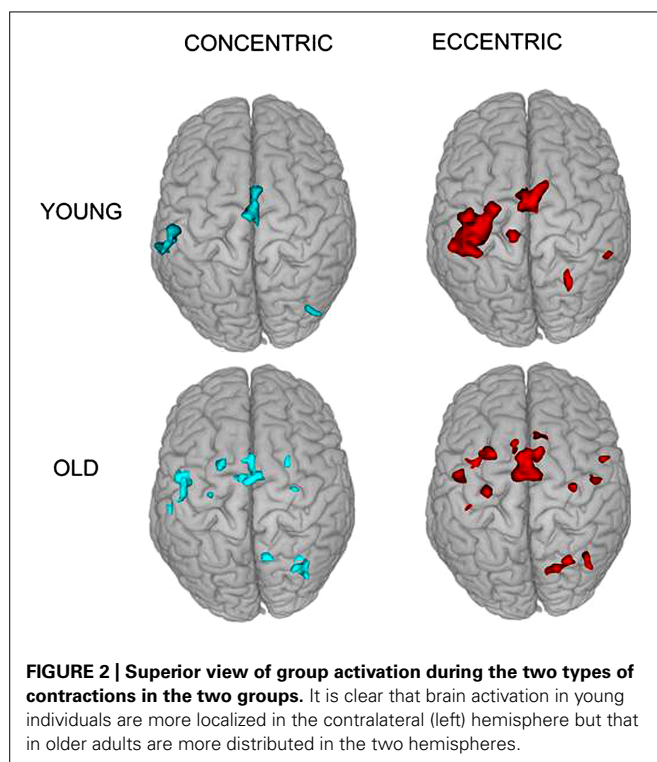 CONCENTRIC ECCENTRIC
YOUNG
OLD
FIGURE 2 | Superior view of group activation during the two types of
contractions in the two groups. It is clear that brain activation in young
individuals are more localized in the contralateral (left) hemisphere but that
in older adults are more distributed in the two hemispheres.